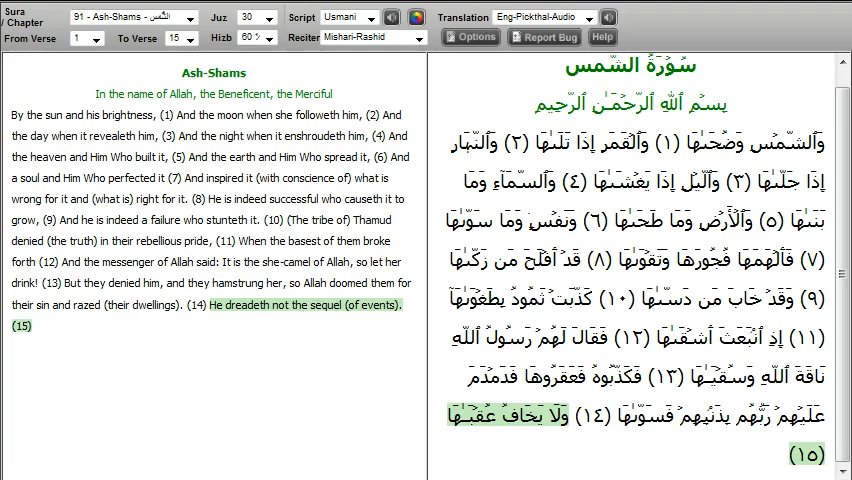 Sura / Chapter 91 - Ash-Shams - الشمس Juz 30 Script Usmani Translation Eng-Pickthal-Audio
From Verse 1 To Verse 15 Hizb 60 Reciter Mishari-Rashid Options Report Bug Help
Ash-Shams
In the name of Allah, the Beneficent, the Merciful
By the sun and his brightness, (1) And the moon when she followeth him, (2) And
the day when it revealeth him, (3) And the night when it enshroudeth him, (4) And
the heaven and Him Who built it, (5) And the earth and Him Who spread it, (6) And
a soul and Him Who perfected it (7) And inspired it (with conscience of) what is
wrong for it and (what is) right for it. (8) He is indeed successful who causeth it to
grow, (9) And he is indeed a failure who stunteth it. (10) (The tribe of) Thamud
denied (the truth) in their rebellious pride, (11) When the basest of them broke
forth (12) And the messenger of Allah said: It is the she-camel of Allah, so let her
drink! (13) But they denied him, and they hamstrung her, so Allah doomed them for
their sin and razed (their dwellings). (14) He dreadeth not the sequel (of events).
(15)
سُوۡرَةُ الشّمس
بِسۡمِ ٱللهِ ٱلرَّحۡمَـٰنِ ٱلرَّحِيمِ
وَٱلشَّمۡسِ وَضُحَٮٰهَا (١) وَٱلۡقَمَرِ إِذَا تَلَٮٰهَا (٢) وَٱلنَّہَارِ
إِذَا جَلَّٮٰهَا (٣) وَٱلَّيۡلِ إِذَا يَغۡشَٮٰهَا (٤) وَٱلسَّمَآءِ وَمَا
بَنَٮٰهَا (٥) وَٱلۡأَرۡضِ وَمَا طَحَٮٰهَا (٦) وَنَفۡسٍ۬ وَمَا سَوَّٮٰهَا
(٧) فَأَلۡهَمَهَا فُجُورَهَا وَتَقۡوَٮٰهَا (٨) قَدۡ أَفۡلَحَ مَن زَكَّٮٰهَا
(٩) وَقَدۡ خَابَ مَن دَسَّٮٰهَا (١٠) كَذَّبَتۡ ثَمُودُ بِطَغۡوَٮٰهَآ
(١١) إِذِ ٱنۢبَعَثَ أَشۡقَٮٰهَا (١٢) فَقَالَ لَهُمۡ رَسُولُ ٱللَّهِ
نَاقَةَ ٱللَّهِ وَسُقۡيَـٰهَا (١٣) فَكَذَّبُوهُ فَعَقَرُوهَا فَدَمۡدَمَ
عَلَيۡهِمۡ رَبُّهُم بِذَنۢبِهِمۡ فَسَوَّٮٰهَا (١٤) وَلَا يَخَافُ عُقۡبَـٰهَا
(١٥)